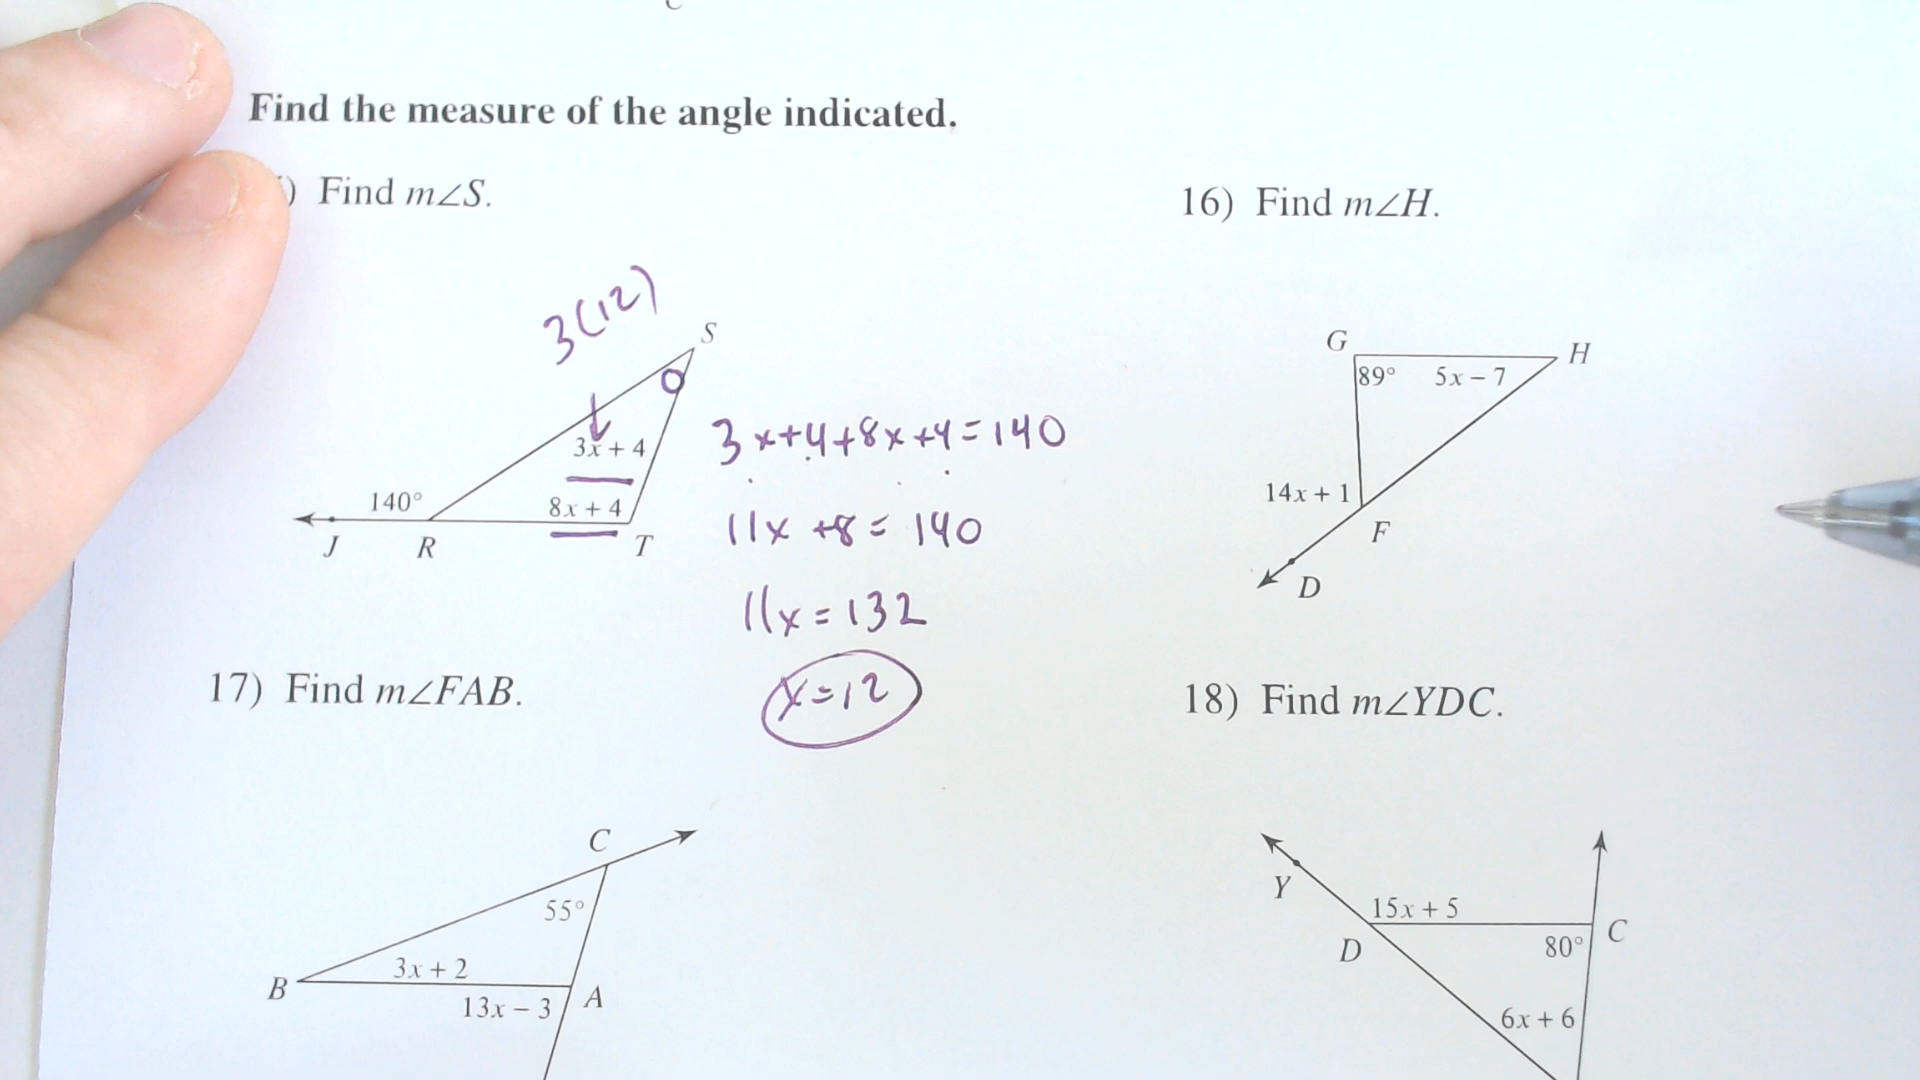 Find the measure of the angle indicated.
) Find m∠S.
16) Find m∠H.
3(12)
S
3x + 4
140°
8x + 4
J
R
T
3x+4+8x+4=140
11x +8 = 140
11x = 132
x=12
G
H
89°
5x – 7
14x + 1
F
D
17) Find m∠FAB.
18) Find m∠YDC.
C
55°
3x + 2
B
13x – 3
A
Y
15x + 5
D
C
80°
6x + 6